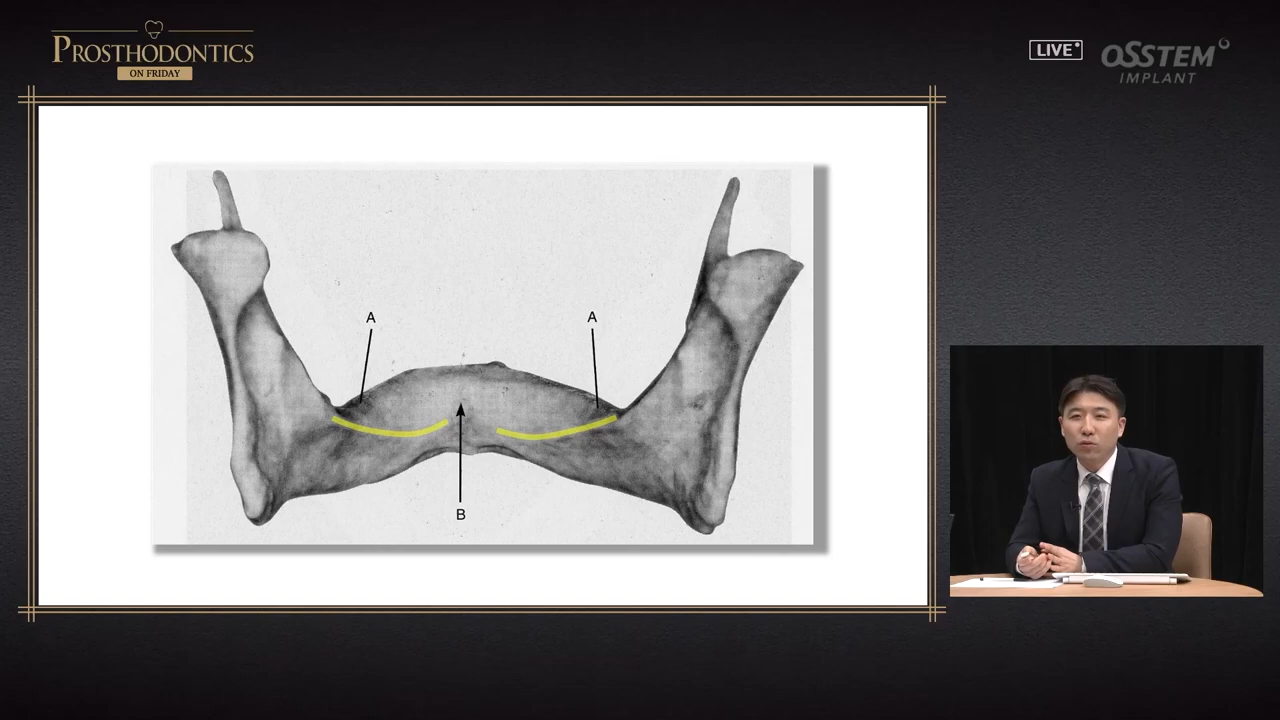 PROSTHODONTICS
ON FRIDAY
LIVE
OSSTEM
IMPLANT
A
A
B